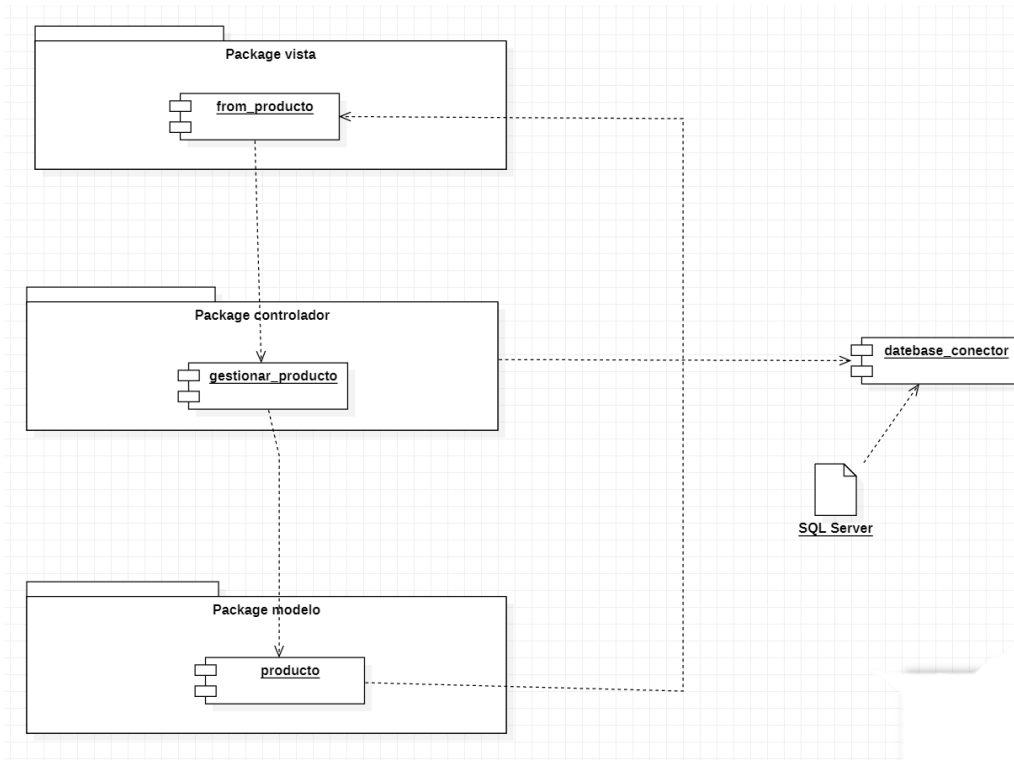 Package vista
from_producto
Package controlador
gestionar_producto
datebase_conector
SQL Server
Package modelo
producto